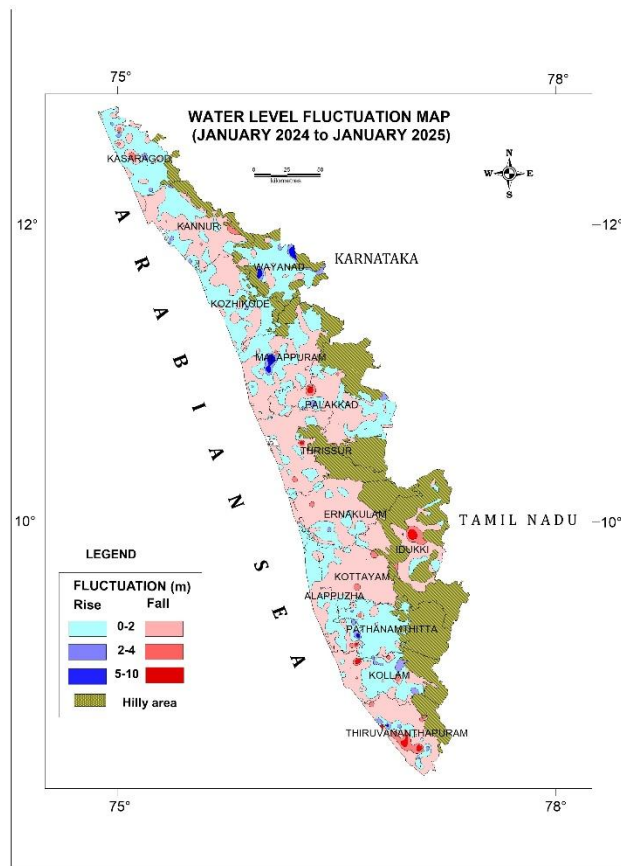 75°
78°
WATER LEVEL FLUCTUATION MAP
(JANUARY 2024 to JANUARY 2025)
N
W E
S
KASARAGOD
12°
12°
KANNUR
KARNATAKA
WAYANAD
KOZHIKODE
ARABIAN SEA
MALAPPURAM
PALAKKAD
THRISSUR
ERNAKULAM
10°
TAMIL NADU
10°
IDUKKI
KOTTAYAM
ALAPPUZHA
PATHANAMTHITTA
KOLLAM
THIRUVANANTHAPURAM
LEGEND
FLUCTUATION (m)
Rise Fall
0-2
2-4
5-10
Hilly area
75°
78°